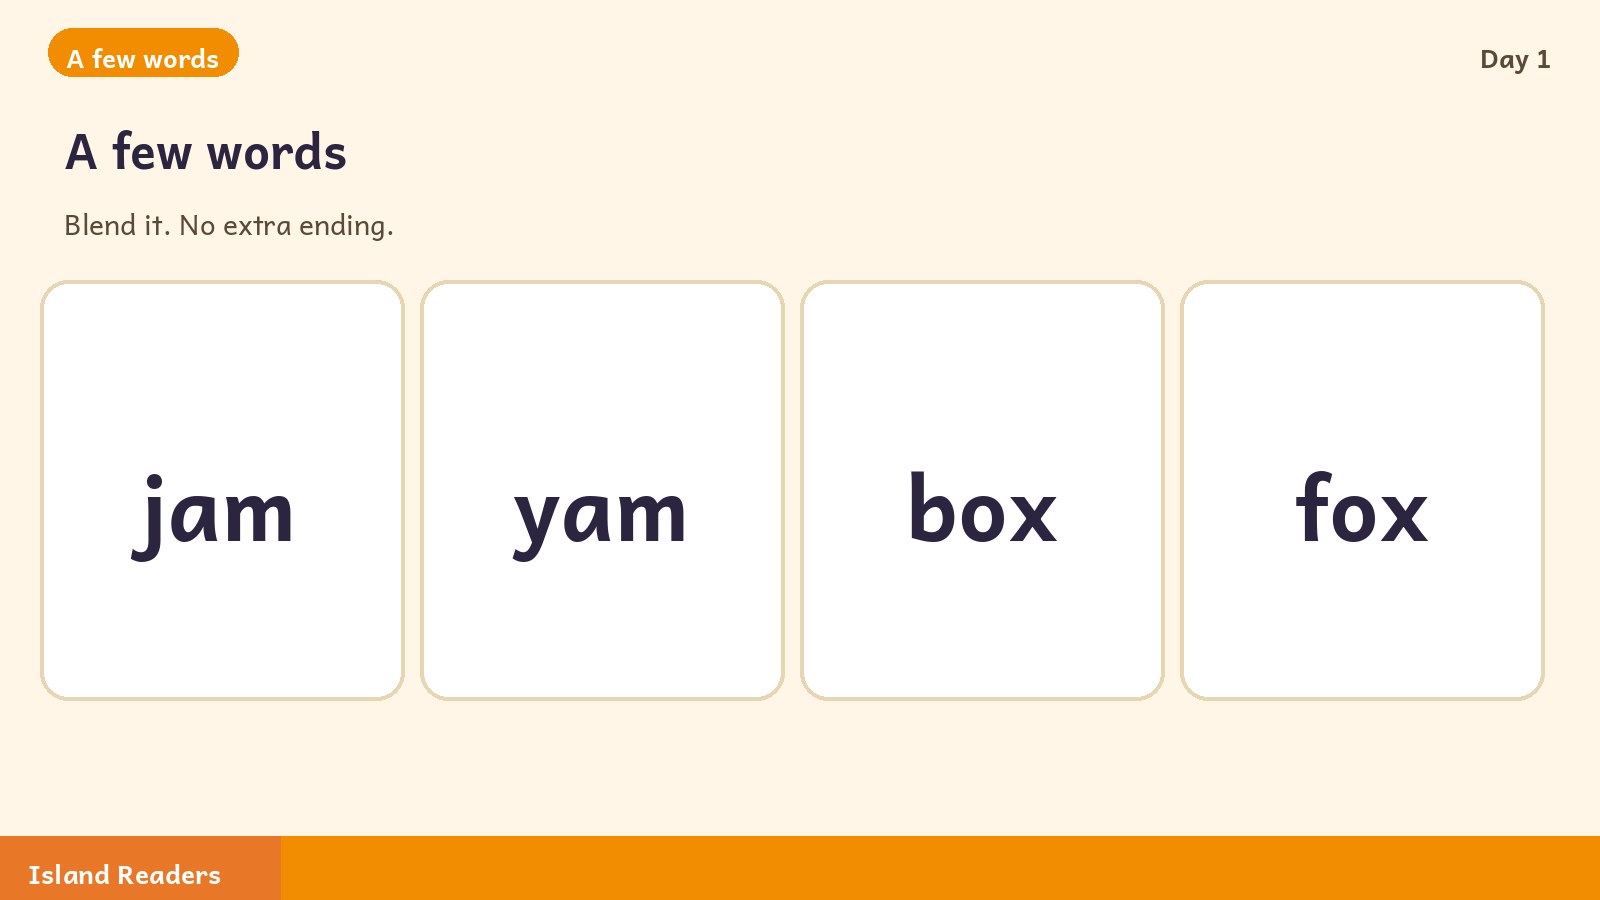 A few words
Day 1
A few words
Blend it. No extra ending.
jam
yam
box
fox
Island Readers